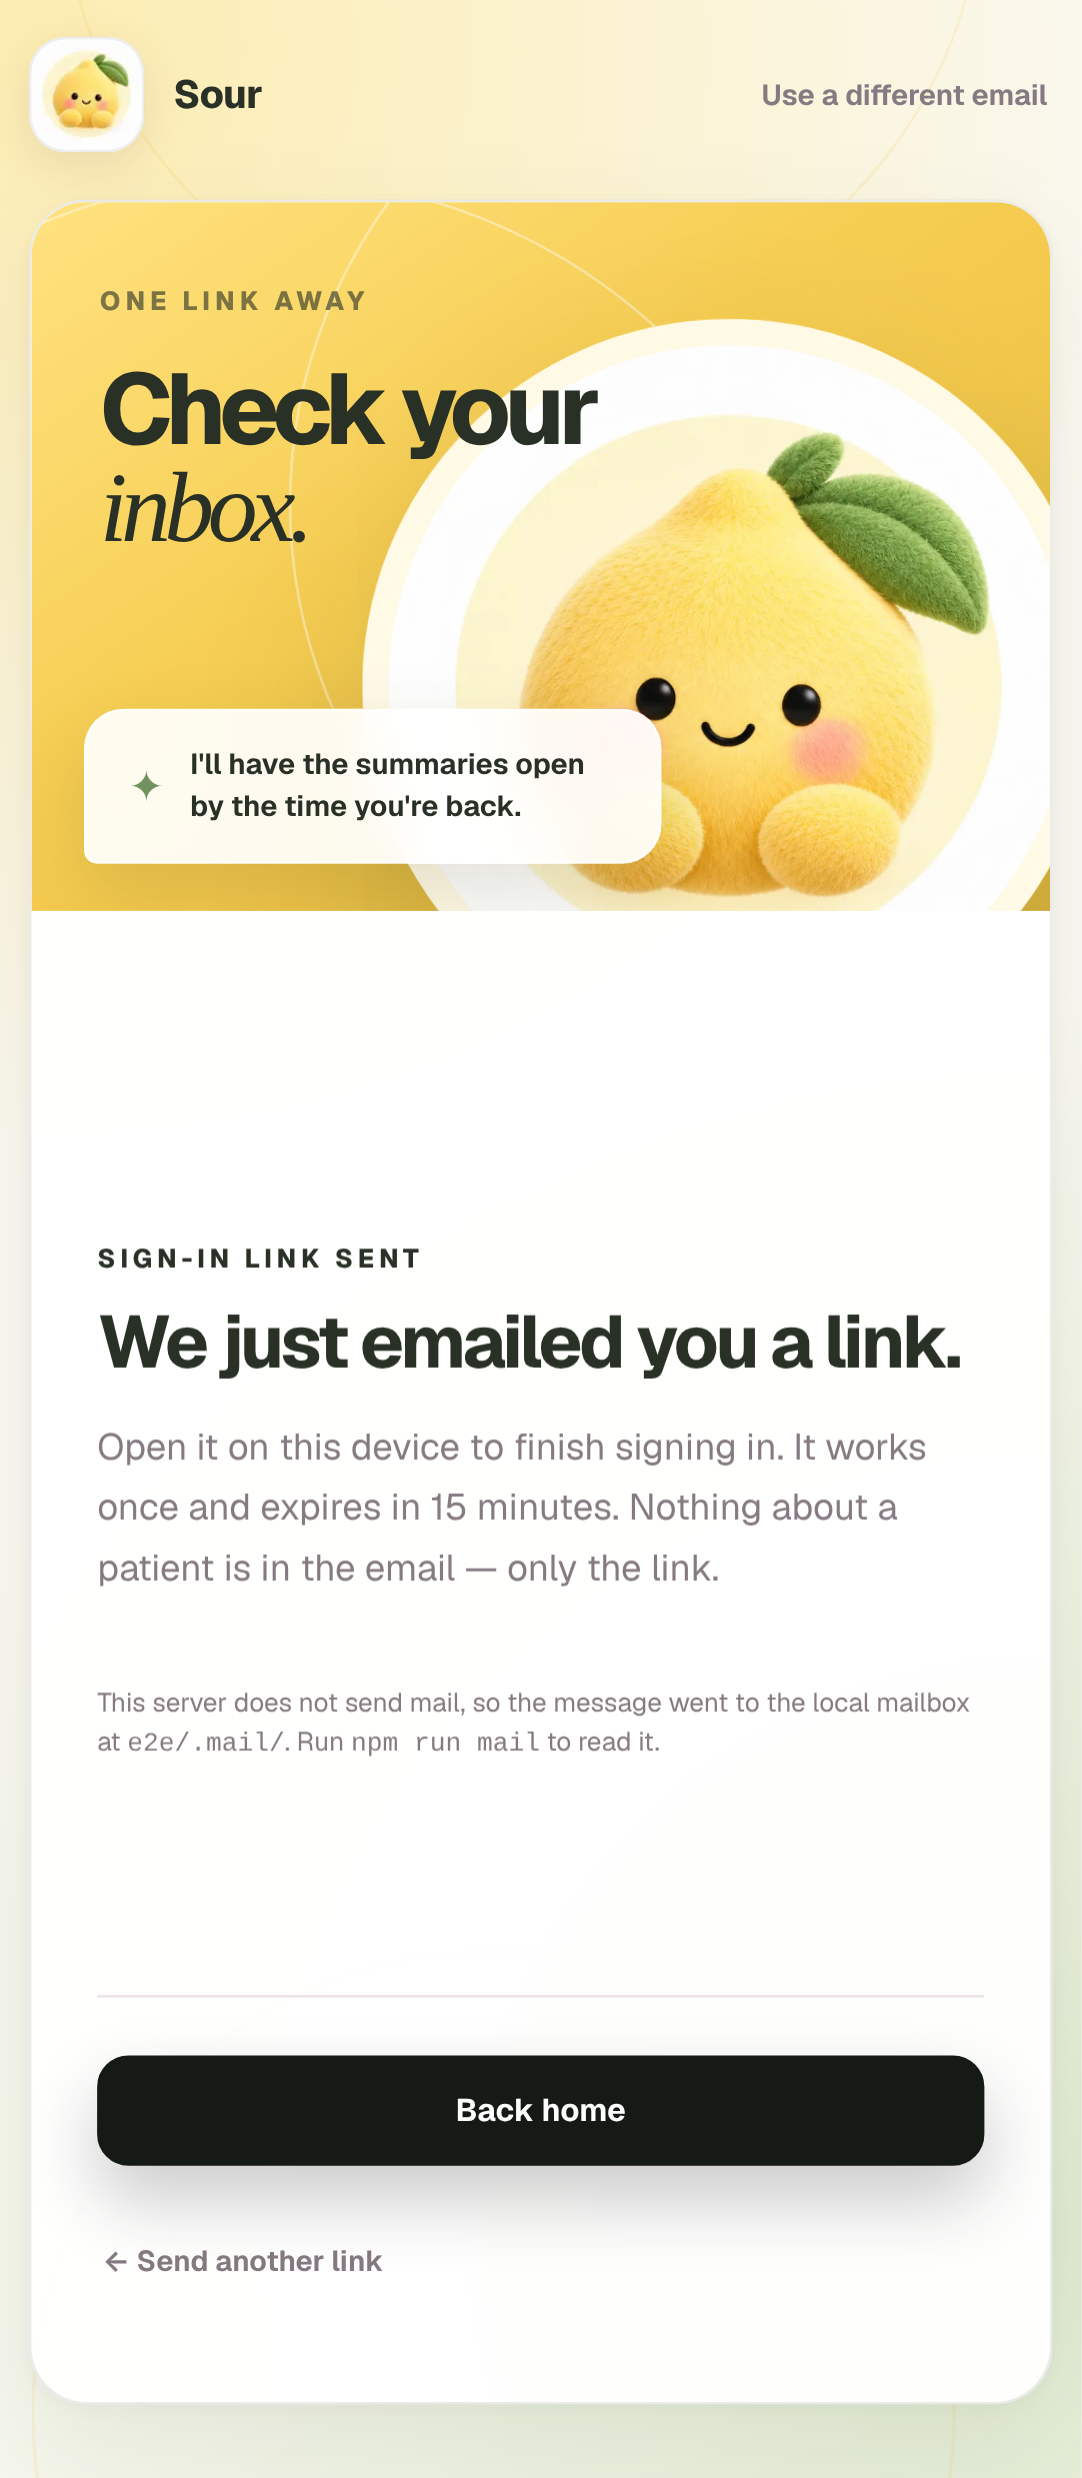 Sour
Use a different email
ONE LINK AWAY
Check your
inbox.
I'll have the summaries open
by the time you're back.
SIGN-IN LINK SENT
We just emailed you a link.
Open it on this device to finish signing in. It works
once and expires in 15 minutes. Nothing about a
patient is in the email — only the link.
This server does not send mail, so the message went to the local mailbox
at e2e/.mail/. Run npm run mail to read it.
Back home
← Send another link